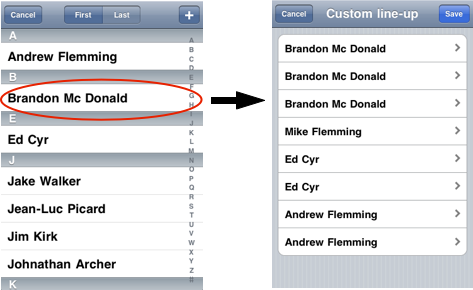 Cancel First Last +
A
Andrew Flemming
B
Brandon Mc Donald
E
Ed Cyr
J
Jake Walker
Jean-Luc Picard
Jim Kirk
Johnathan Archer
K
A
B
C
D
E
F
G
H
I
J
K
L
M
N
O
P
Q
R
S
T
U
V
W
X
Y
Z
#
Cancel Custom line-up Save
Brandon Mc Donald
Brandon Mc Donald
Brandon Mc Donald
Mike Flemming
Ed Cyr
Ed Cyr
Andrew Flemming
Andrew Flemming